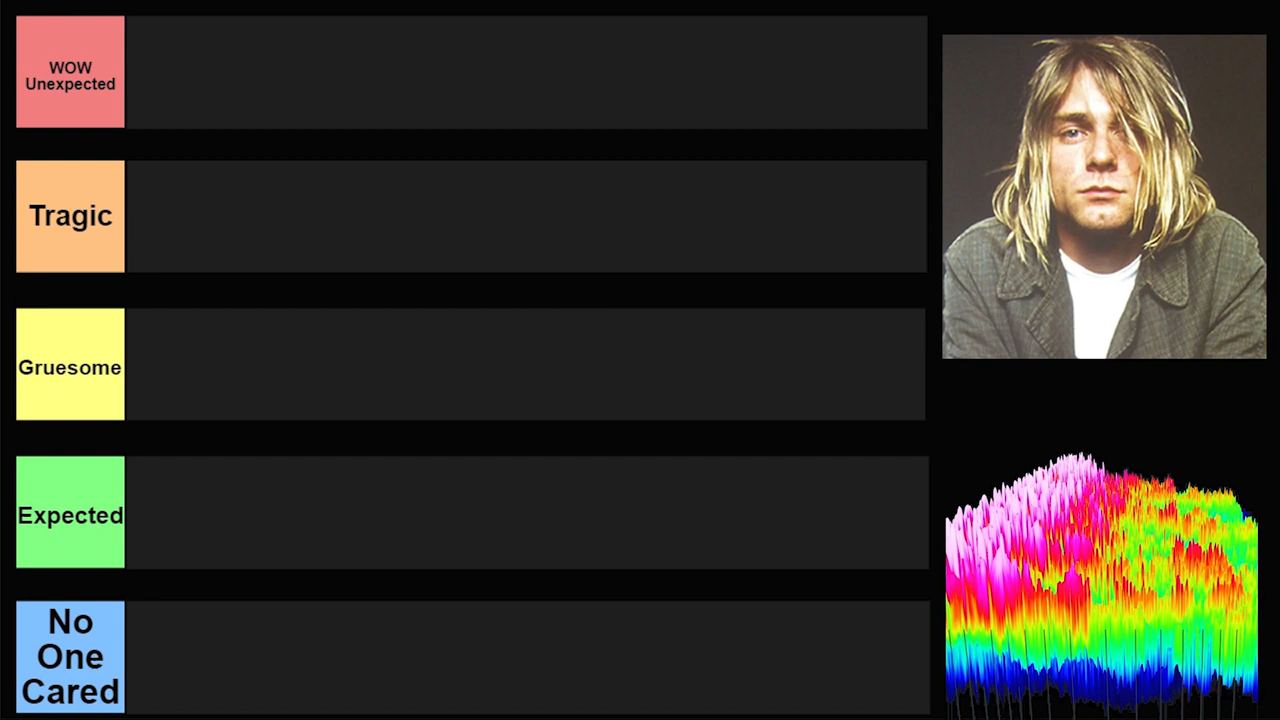 WOW
Unexpected
Tragic
Gruesome
Expected
No
One
Cared